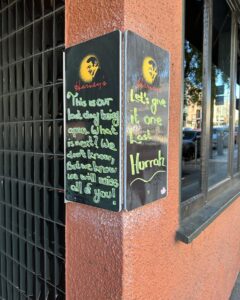 This is our
last day being
open. What
is next? We
don't know,
But we know
we will miss
all of you!
Let's give
it one
Last
Hurrah